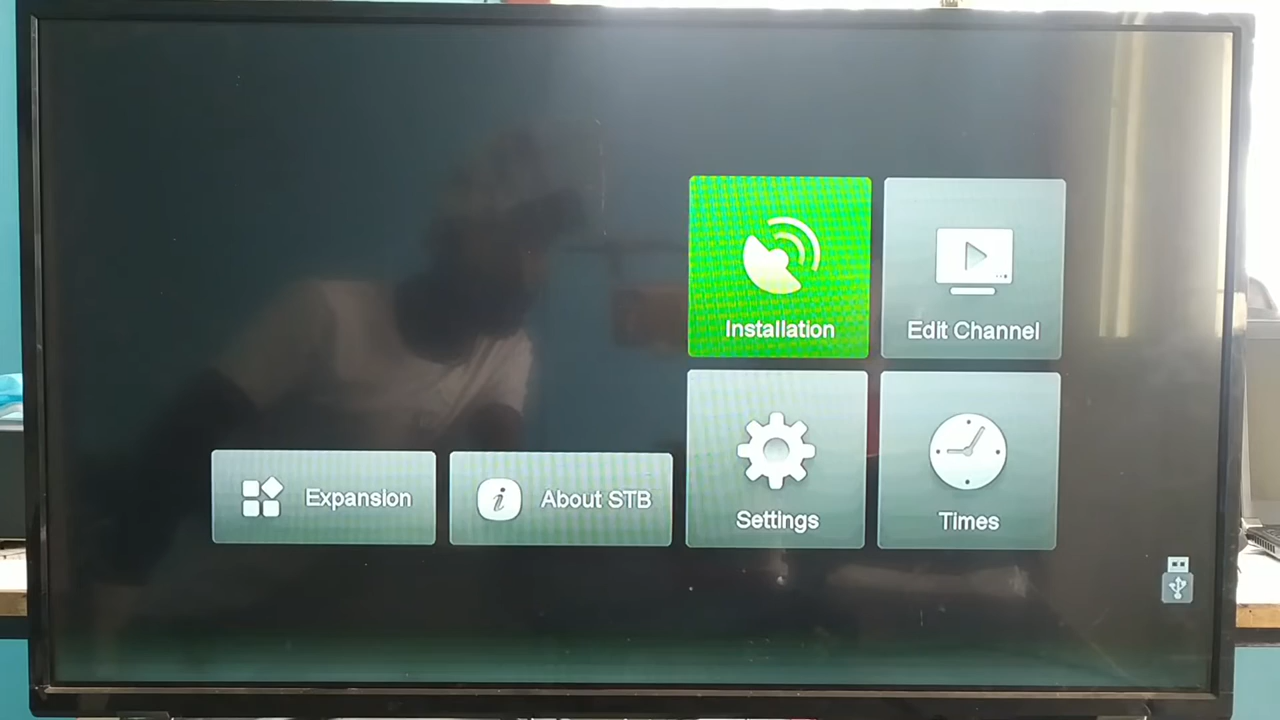 Installation
Edit Channel
Expansion
About STB
Settings
Times